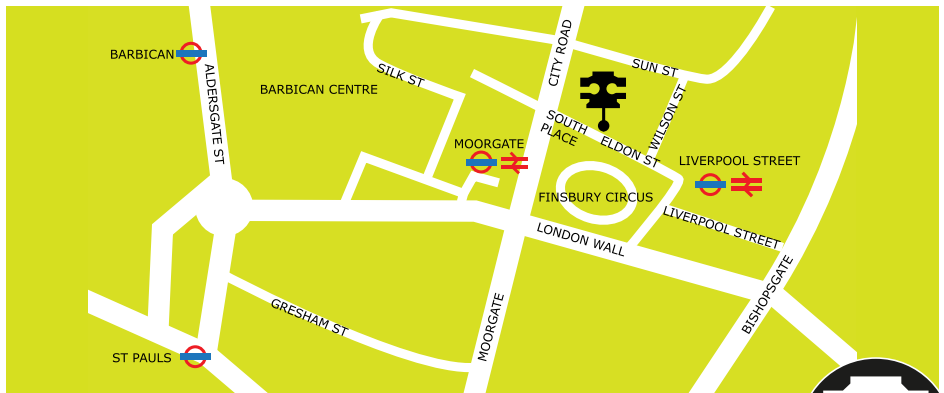 CITY ROAD
BARBICAN
ALDERSGATE ST
SILK ST
SUN ST
BARBICAN CENTRE
WILSON ST
SOUTH
PLACE
ELDON ST
MOORGATE
LIVERPOOL STREET
FINSBURY CIRCUS
LIVERPOOL STREET
LONDON WALL
BISHOPSGATE
GRESHAM ST
MOORGATE
ST PAULS